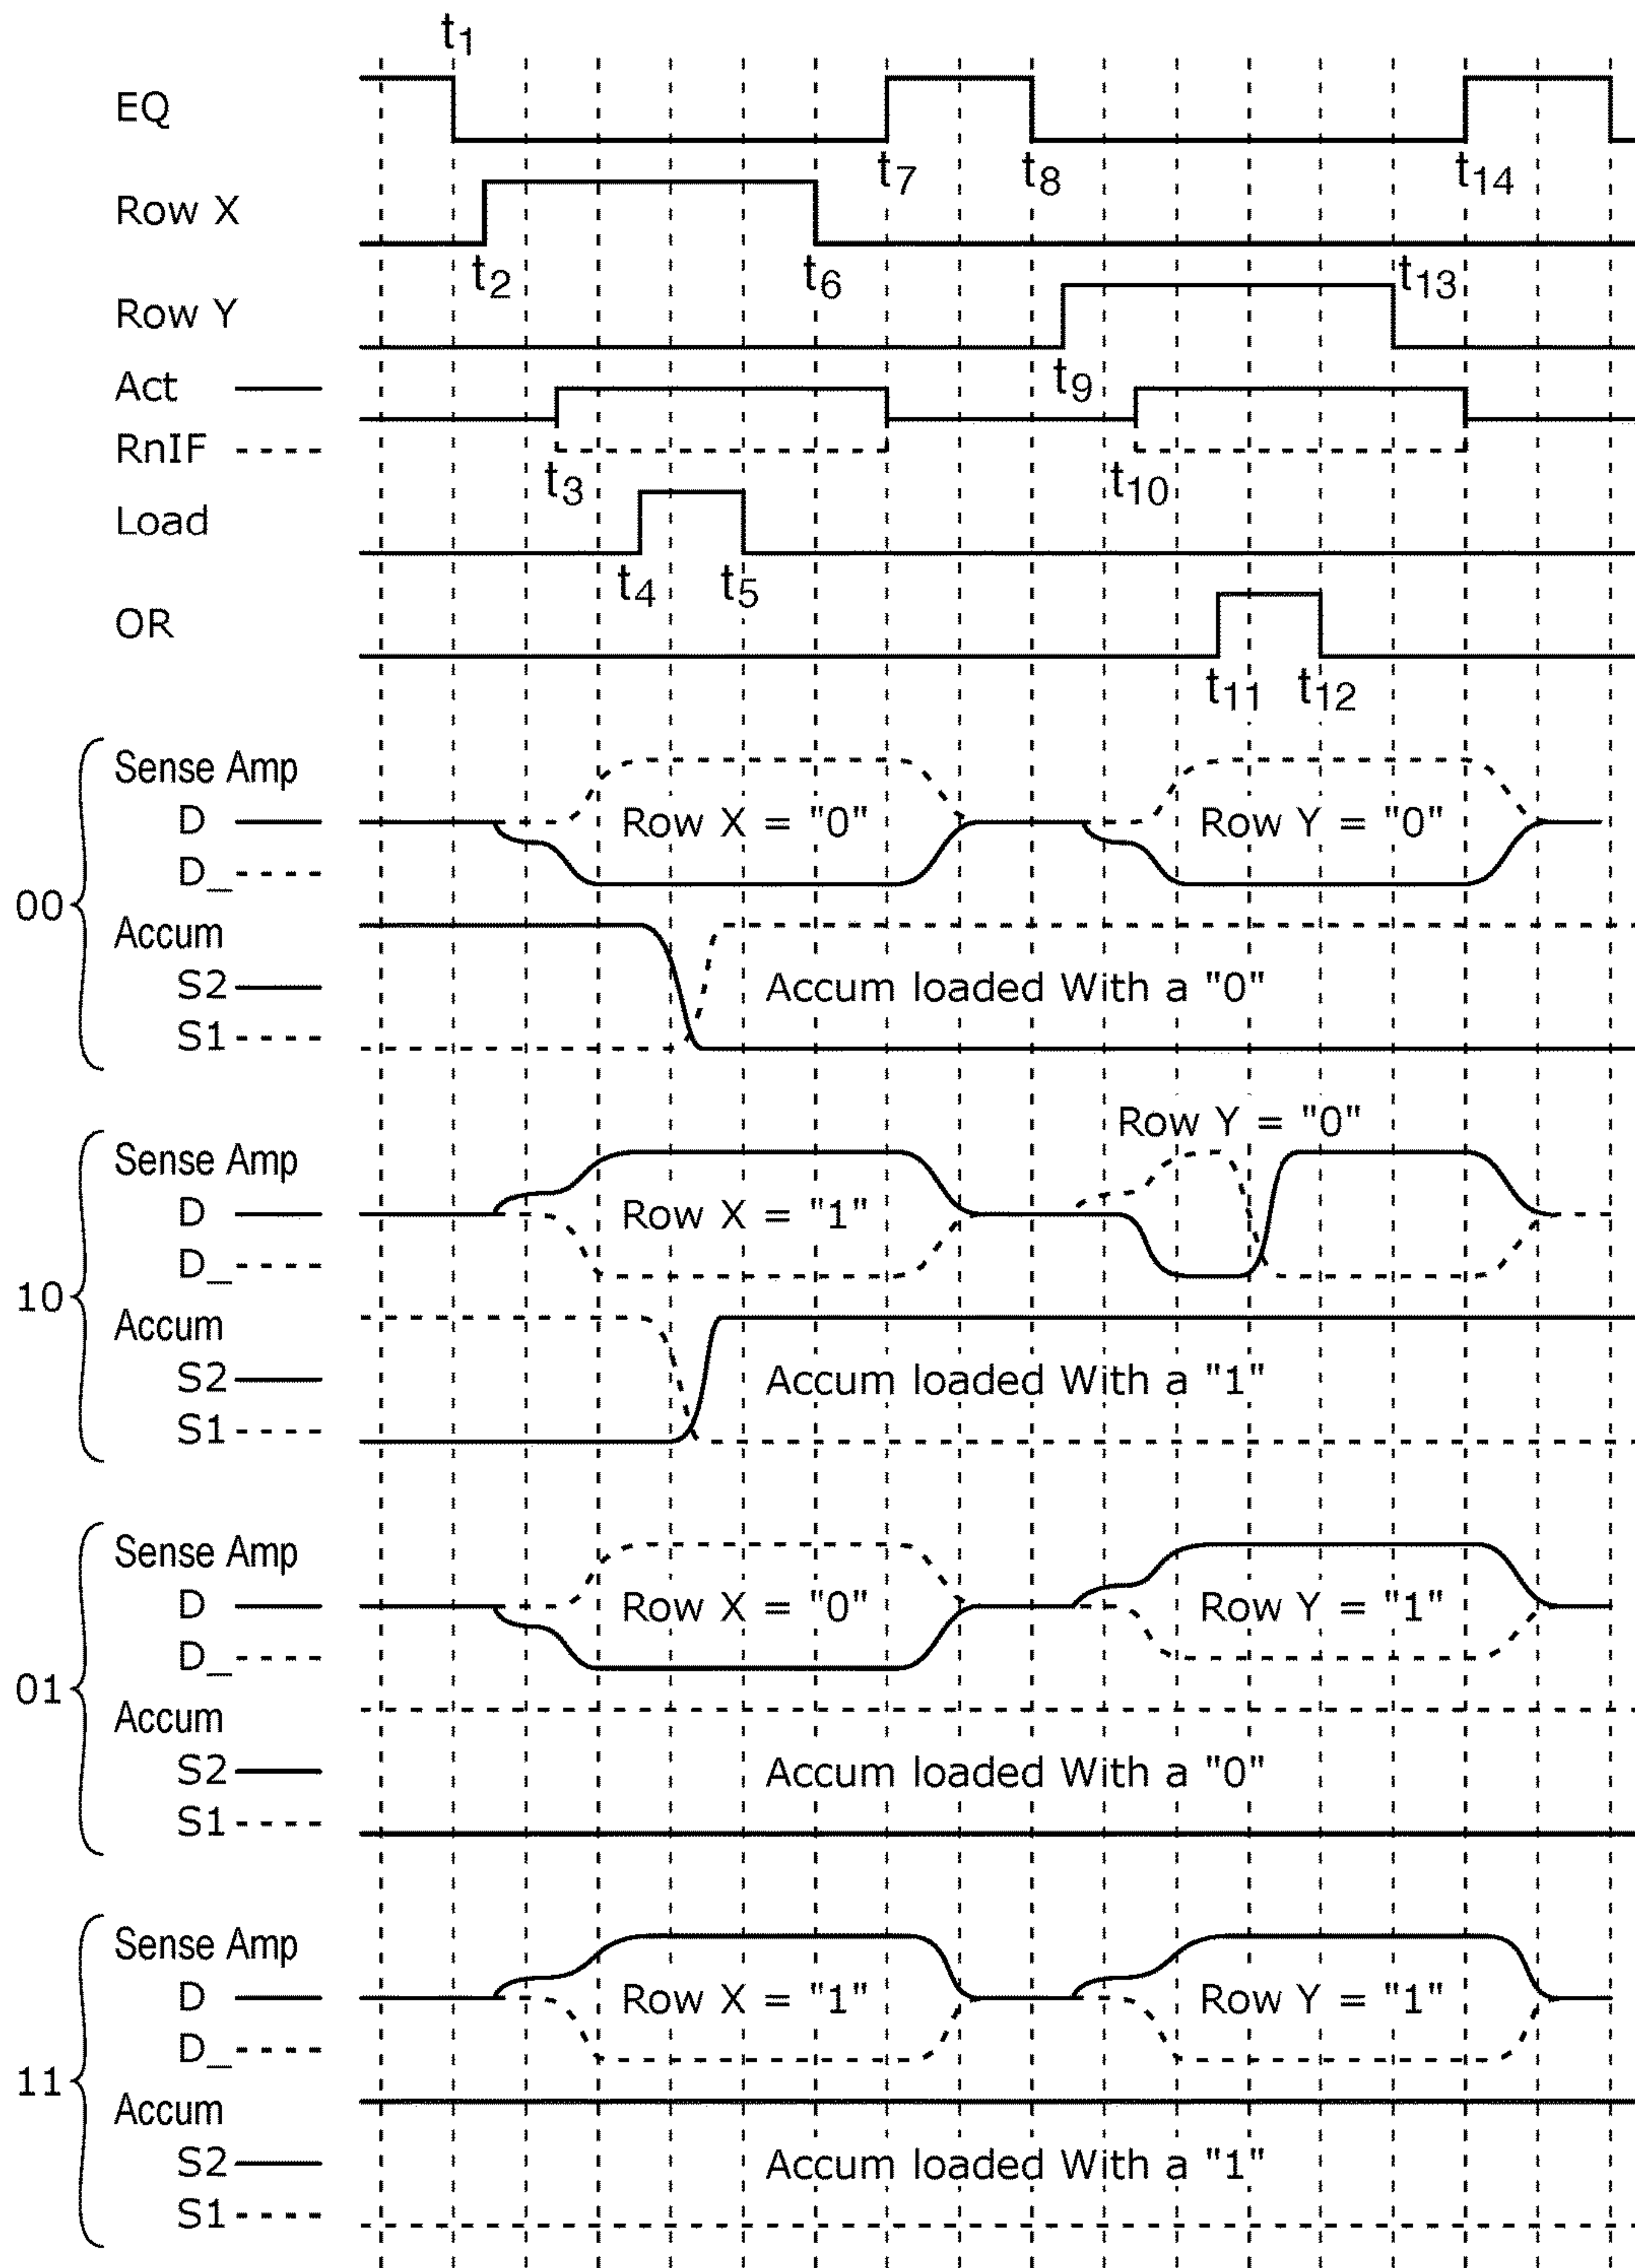 t1
EQ
t7 t8 t14
Row X
t2 t6 t13
Row Y
t9
Act
RnIF
t3 t10
Load
t4 t5
OR
t11 t12
Sense Amp
D Row X = "0" Row Y = "0"
D_
00
Accum
S2 Accum loaded With a "0"
S1
Row Y = "0"
Sense Amp
D Row X = "1"
D_
10
Accum
S2 Accum loaded With a "1"
S1
Sense Amp
D Row X = "0" Row Y = "1"
D_
01
Accum
S2 Accum loaded With a "0"
S1
Sense Amp
D Row X = "1" Row Y = "1"
D_
11
Accum
S2 Accum loaded With a "1"
S1